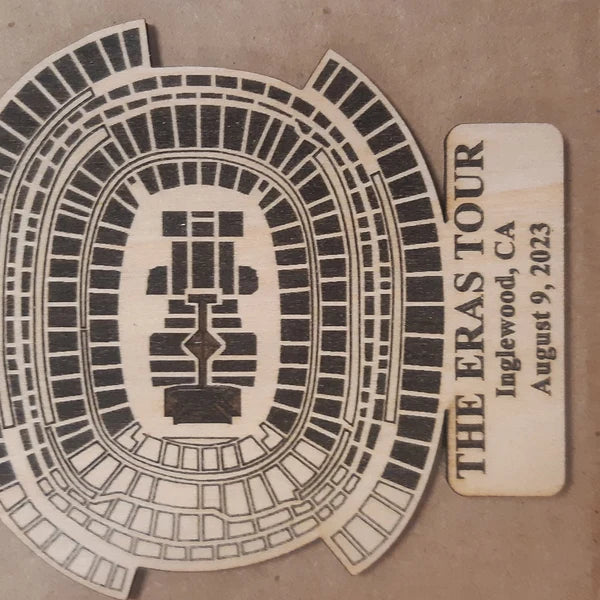 THE ERAS TOUR
Inglewood, CA
August 9, 2023